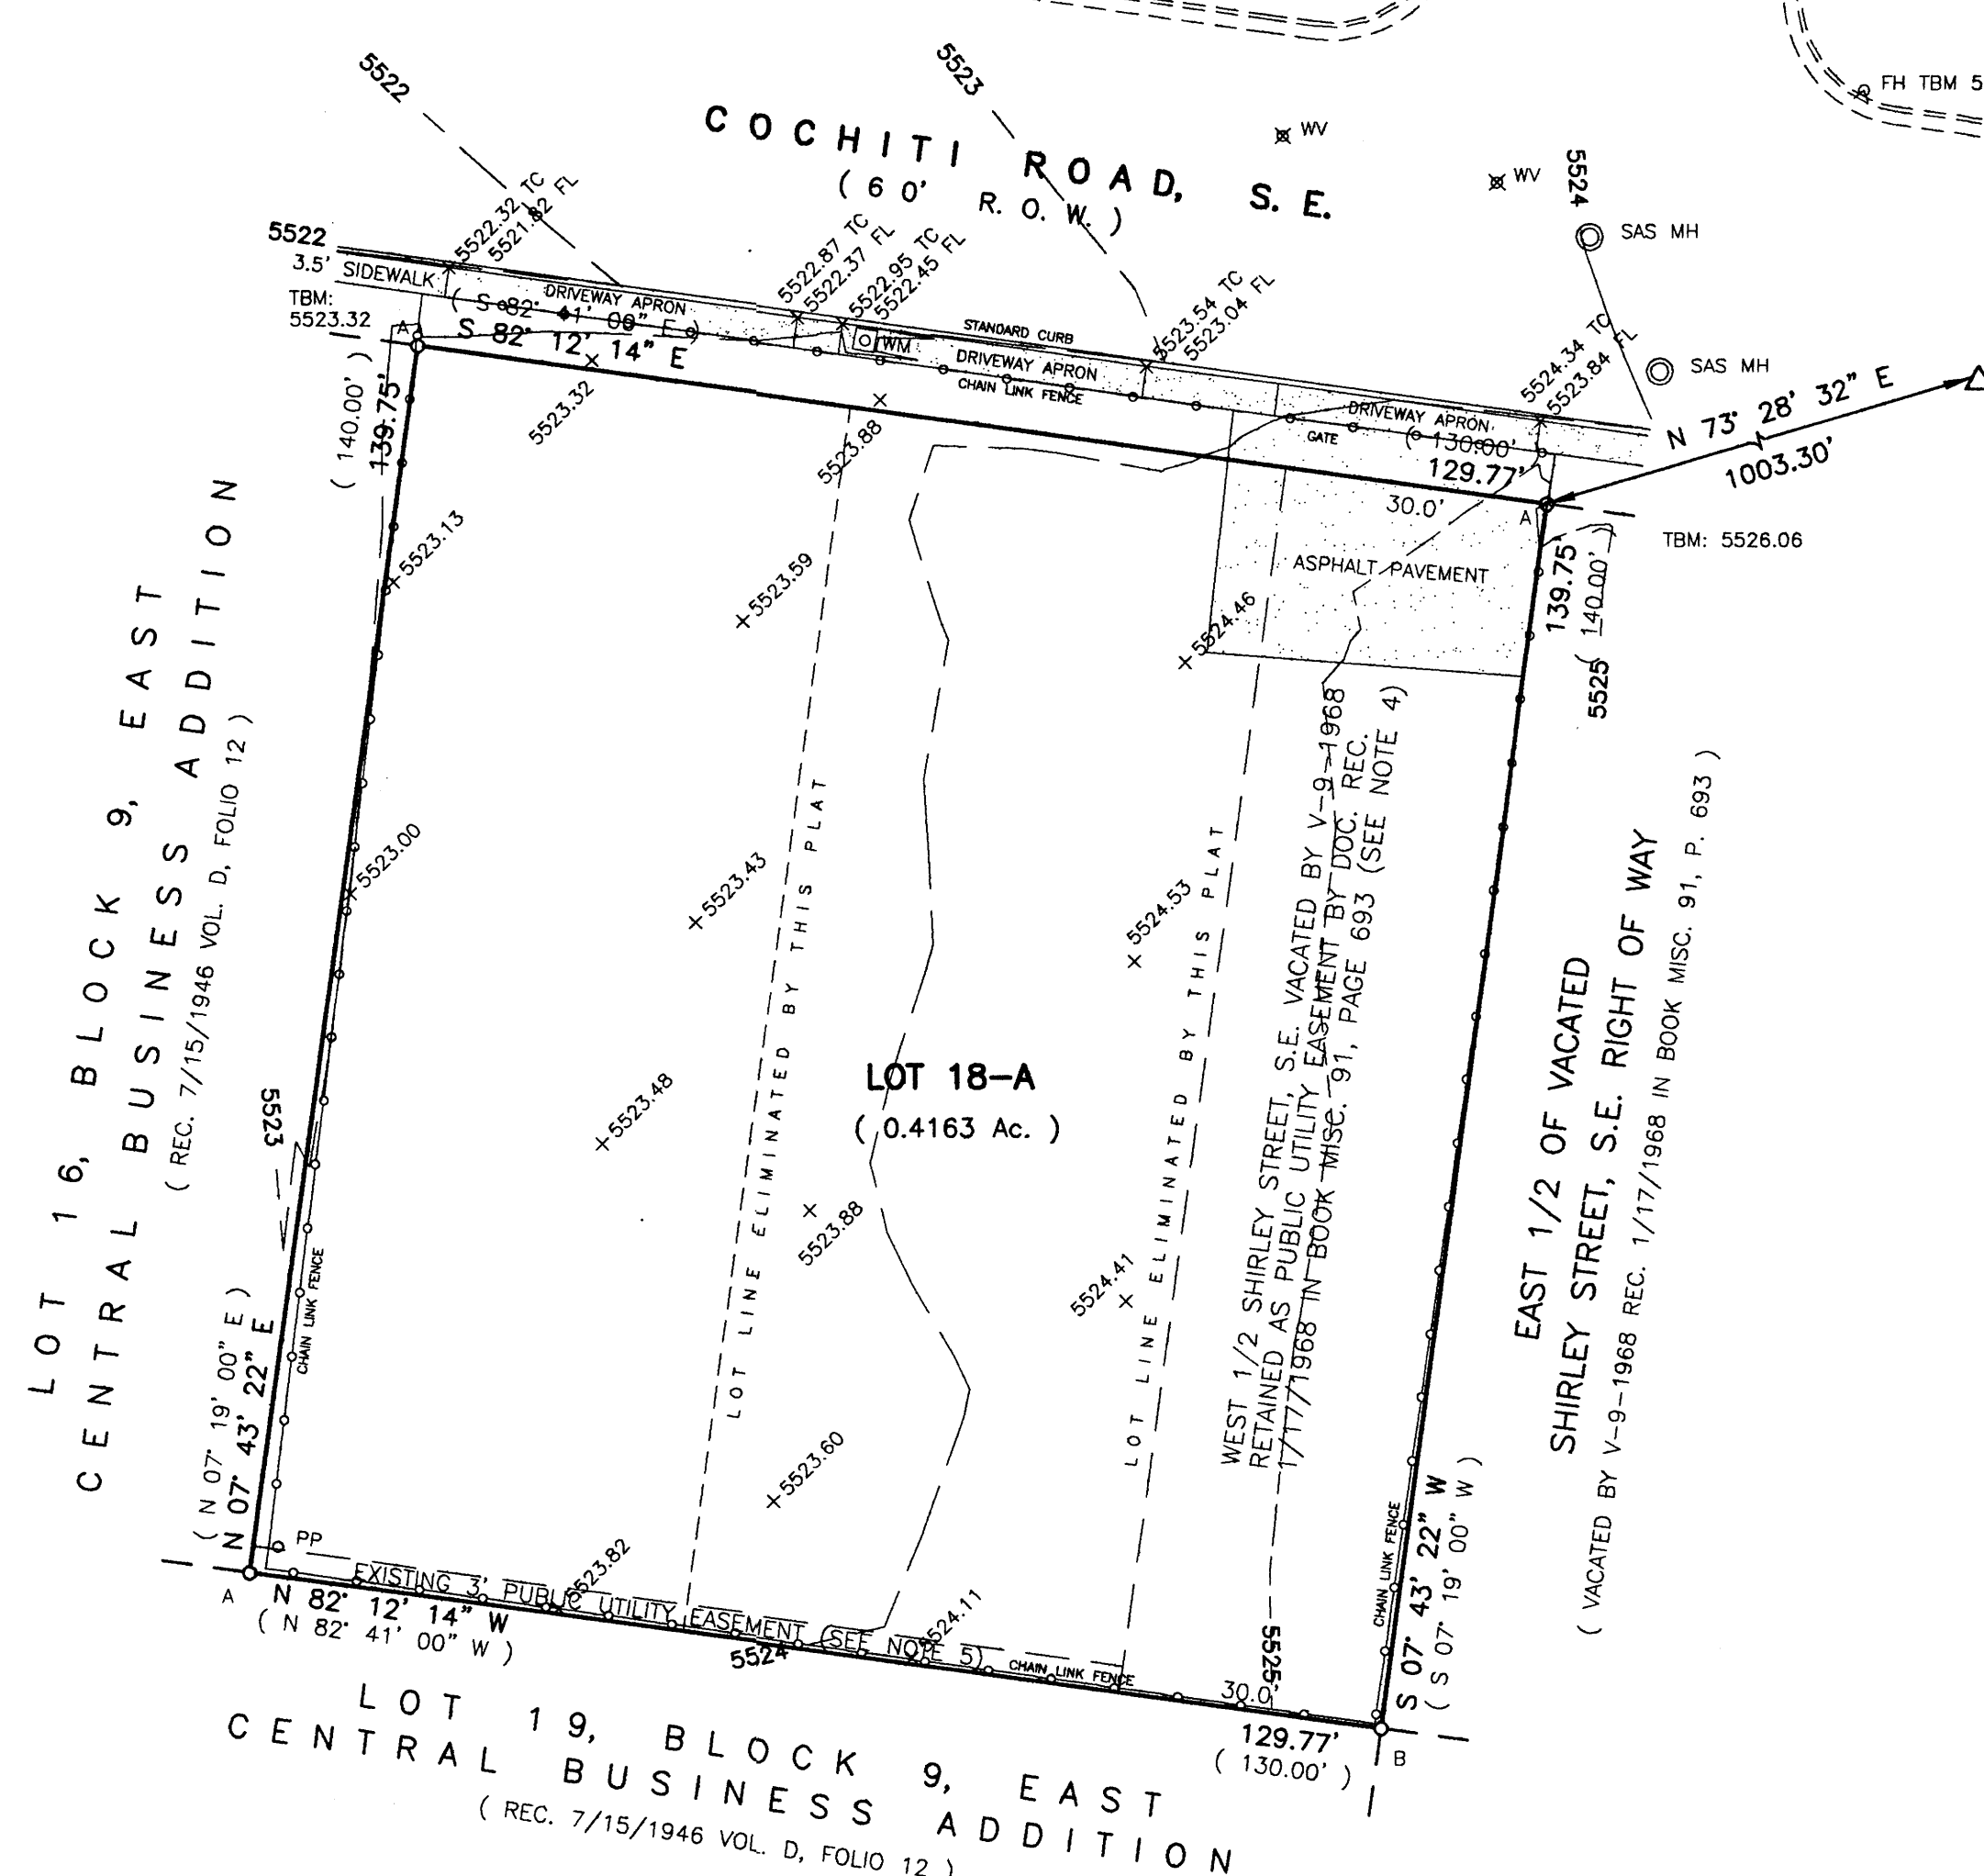 5522
5523
COCHITI ROAD, S. E.
( 60' R. O. W. )
WV
WV
FH TBM 5
5524
SAS MH
SAS MH
5522
3.5' SIDEWALK
TBM:
5523.32
5522.32 TC
5521.82 FL
5522.87 TC
5522.37 FL
5522.95 TC
5522.45 FL
5523.54 TC
5523.04 FL
5524.34 TC
5523.84 FL
DRIVEWAY APRON
( S 82° 41' 00" E )
S 82° 12' 14" E
A
WM
STANDARD CURB
DRIVEWAY APRON
CHAIN LINK FENCE
DRIVEWAY APRON
GATE
( 130.00'
129.77'
30.0'
A
N 73° 28' 32" E
1003.30'
TBM: 5526.06
139.75'
( 140.00' )
139.75'
( 140.00' )
5525
5523.32
5523.88
5523.13
5523.59
5524.46
ASPHALT PAVEMENT
5523.00
5523.43
5524.53
5523.48
5523.88
5524.41
5523.60
5523.82
5524.11
LOT 18-A
( 0.4163 Ac. )
LOT LINE ELIMINATED BY THIS PLAT
LOT LINE ELIMINATED BY THIS PLAT
WEST 1/2 SHIRLEY STREET, S.E. VACATED BY V-9-1968
RETAINED AS PUBLIC UTILITY EASEMENT BY DOC. REC.
1/17/1968 IN BOOK MISC. 91, PAGE 693 (SEE NOTE 4)
EAST 1/2 OF VACATED
SHIRLEY STREET, S.E. RIGHT OF WAY
( VACATED BY V-9-1968 REC. 1/17/1968 IN BOOK MISC. 91, P. 693 )
LOT 16, BLOCK 9, EAST
CENTRAL BUSINESS ADDITION
( REC. 7/15/1946 VOL. D, FOLIO 12 )
5523
CHAIN LINK FENCE
( N 07° 19' 00" E )
N 07° 43' 22" E
PP
A
EXISTING 3' PUBLIC UTILITY EASEMENT (SEE NOTE 5)
N 82° 12' 14" W
( N 82° 41' 00" W )
5524
CHAIN LINK FENCE
5525
30.0'
129.77'
( 130.00' )
B
CHAIN LINK FENCE
S 07° 43' 22" W
( S 07° 19' 00" W )
LOT 19, BLOCK 9, EAST
CENTRAL BUSINESS ADDITION
( REC. 7/15/1946 VOL. D, FOLIO 12 )